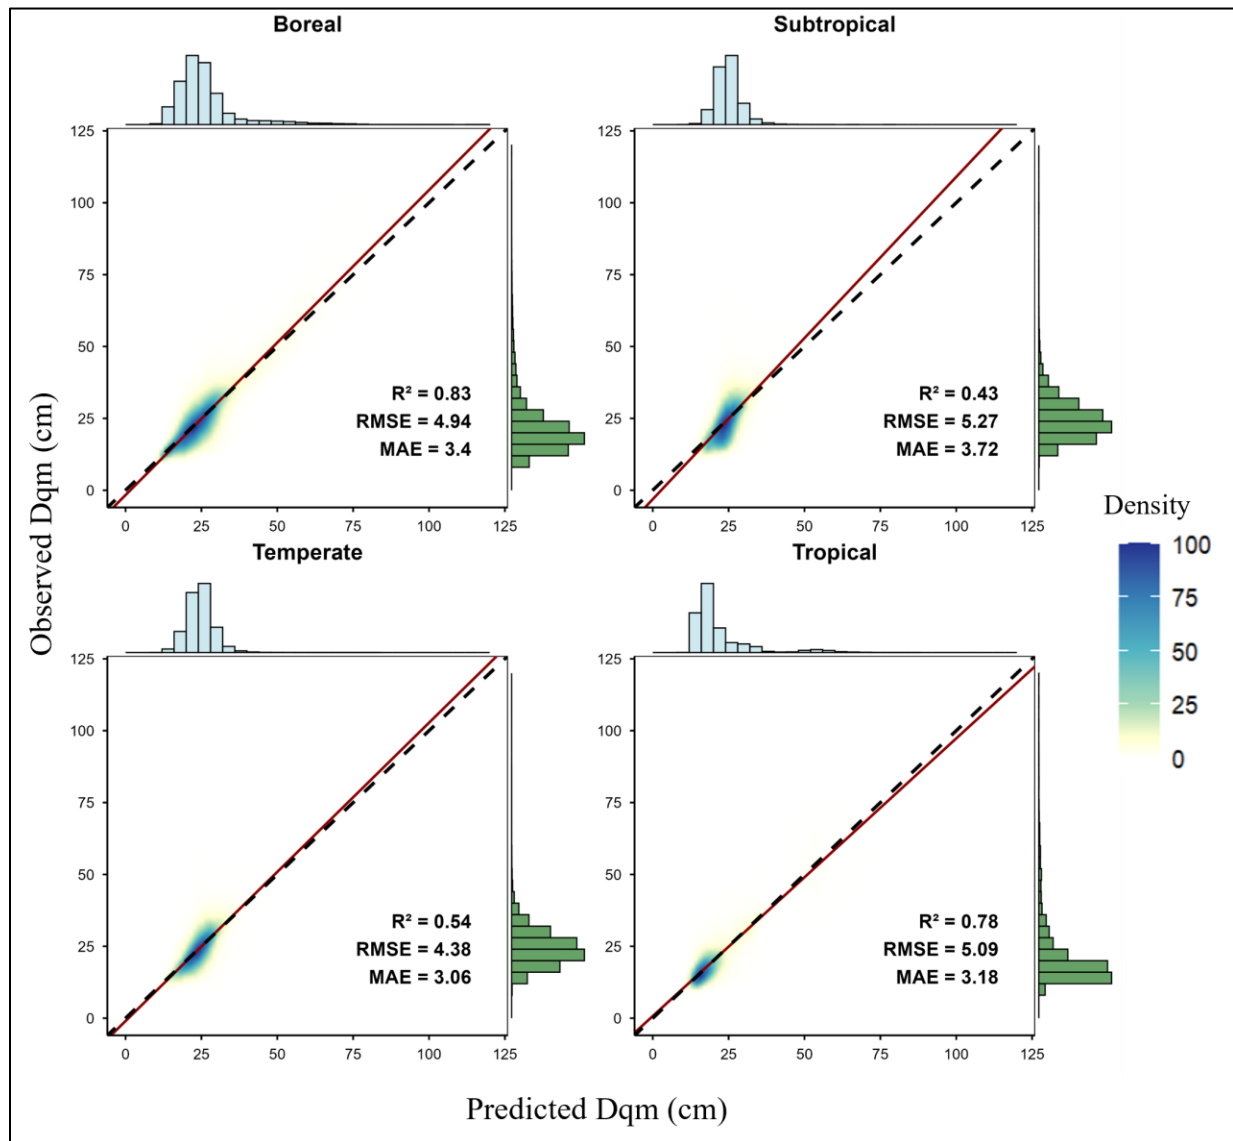 Boreal
125
100
75
50
25
0
R² = 0.83
RMSE = 4.94
MAE = 3.4
0 25 50 75 100 125
Subtropical
125
100
75
50
25
0
R² = 0.43
RMSE = 5.27
MAE = 3.72
0 25 50 75 100 125
Observed Dqm (cm)
Temperate
125
100
75
50
25
0
R² = 0.54
RMSE = 4.38
MAE = 3.06
0 25 50 75 100 125
Tropical
125
100
75
50
25
0
R² = 0.78
RMSE = 5.09
MAE = 3.18
0 25 50 75 100 125
Density
100
75
50
25
0
Predicted Dqm (cm)